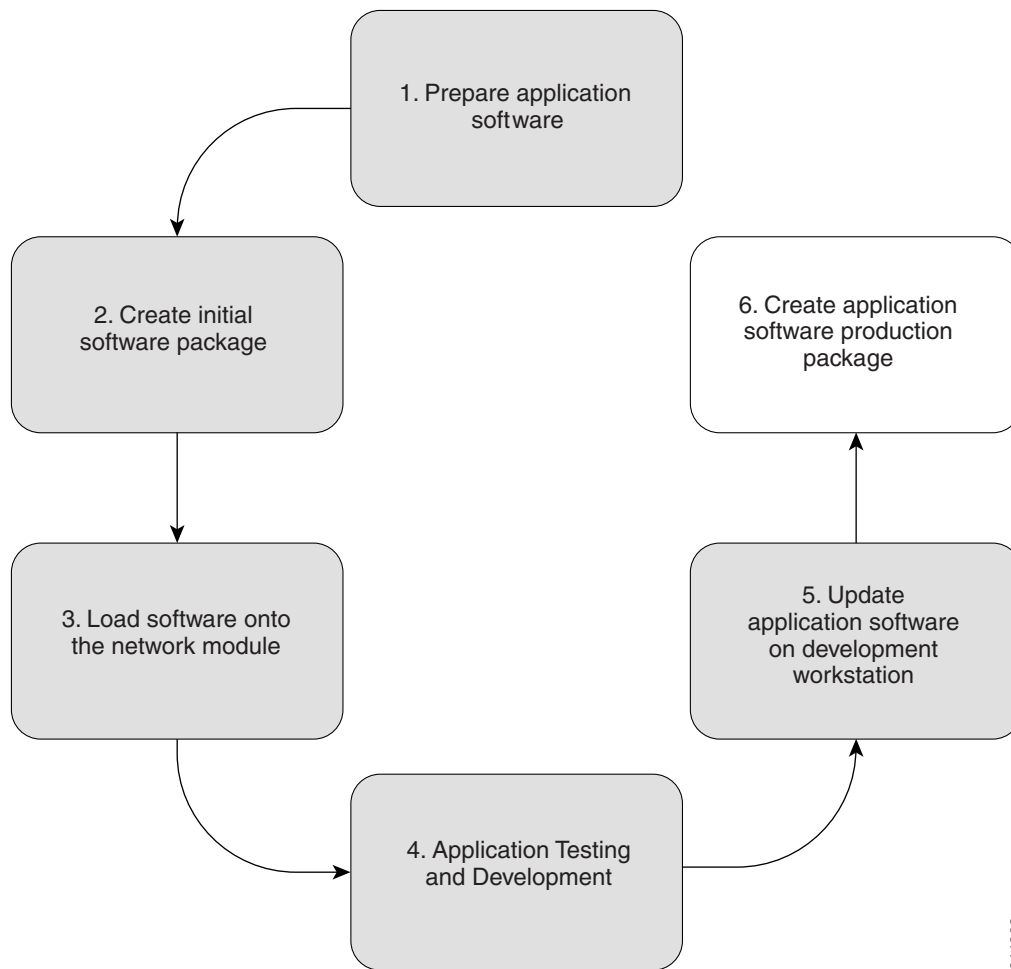 1. Prepare application
software
2. Create initial
software package
6. Create application
software production
package
3. Load software onto
the network module
5. Update
application software
on development
workstation
4. Application Testing
and Development